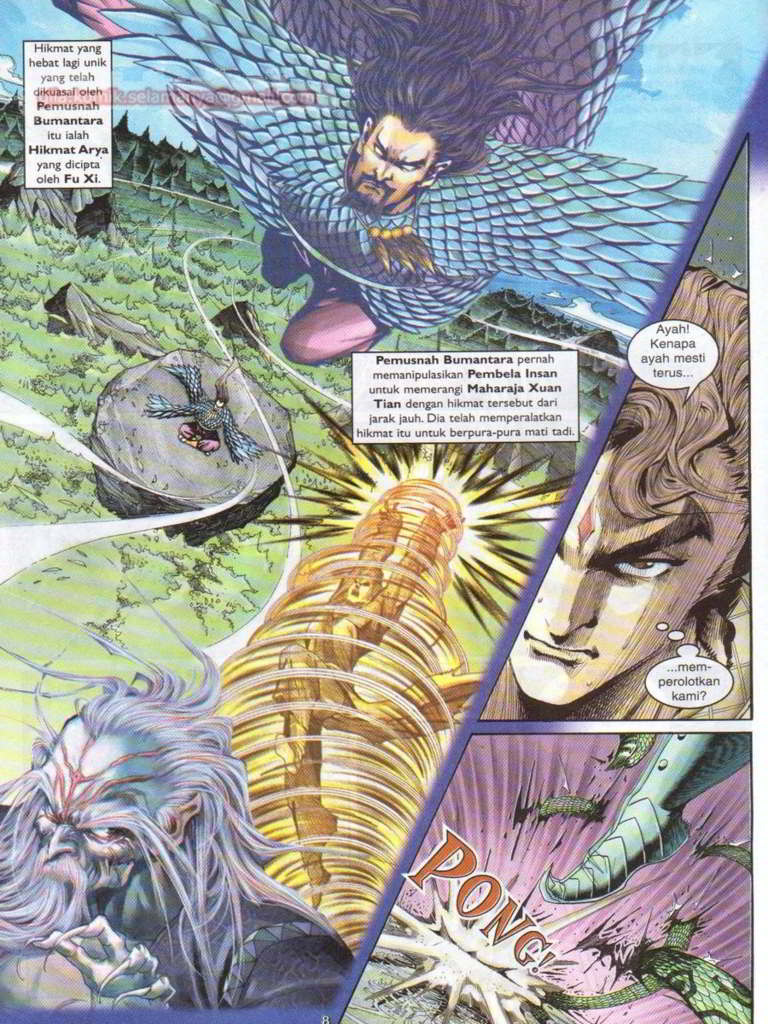 Hikmat yang
hebat lagi unik
yang telah
dikuasai oleh
Pemusnah
Bumantara
itu ialah
Hikmat Arya
yang dicipta
oleh Fu Xi.
Pemusnah Bumantara pernah
memanipulasikan Pembela Insan
untuk memerangi Maharaja Xuan
Tian dengan hikmat tersebut dari
jarak jauh. Dia telah memperalatkan
hikmat itu untuk berpura-pura mati tadi.
Ayah!
Kenapa
ayah mesti
terus...
...mem-
perolotkan
kami?
PONG!
8